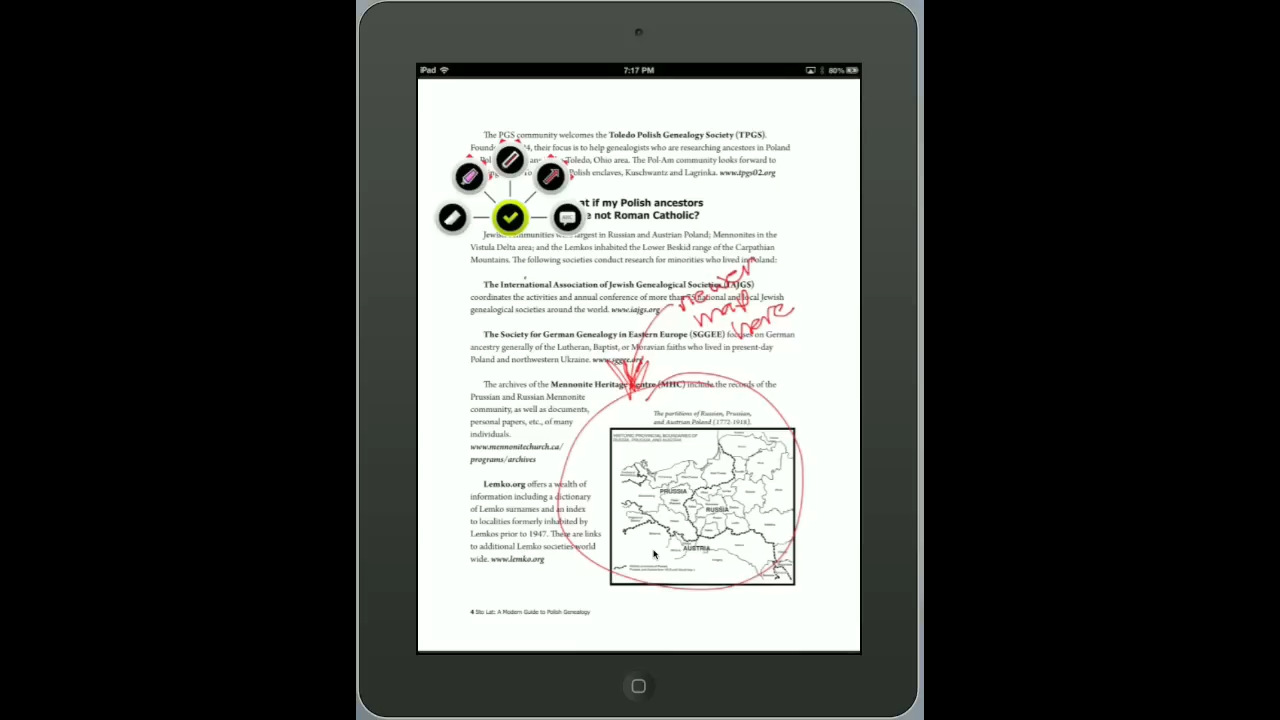 iPad
7:17 PM
80%
The PGS community welcomes the Toledo Polish Genealogy Society (TPGS).
their focus is to help genealogists who are researching ancestors in Poland
Toledo, Ohio area. The Pol-Am community looks forward to
Polish enclaves, Kuschwantz and Lagrinka. www.tpgs02.org
if my Polish ancestors
not Roman Catholic?
largest in Russian and Austrian Poland; Mennonites in the
Vistula Delta area; and the Lemkos inhabited the Lower Beskid range of the Carpathian
Mountains. The following societies conduct research for minorities who lived in Poland:
The International Association of Jewish Genealogical Societies (IAJGS)
coordinates the activities and annual conference of more than 75 national and local Jewish
genealogical societies around the world. www.iajgs.org
newer
map
here
The Society for German Genealogy in Eastern Europe (SGGEE) focuses on German
ancestry generally of the Lutheran, Baptist, or Moravian faiths who lived in present-day
Poland and northwestern Ukraine. www.sggee.org
The archives of the Mennonite Heritage Centre (MHC) include the records of the
Prussian and Russian Mennonite
community, as well as documents,
personal papers, etc., of many
individuals.
www.mennonitechurch.ca/
programs/archives
Lemko.org offers a wealth of
information including a dictionary
of Lemko surnames and an index
to localities formerly inhabited by
Lemkos prior to 1947. There are links
to additional Lemko societies world
wide. www.lemko.org
The partitions of Russian, Prussian,
and Austrian Poland (1772-1918).
HISTORIC PROVINCIAL BOUNDARIES OF
RUSSIA, PRUSSIA, AND AUSTRIA
PRUSSIA
RUSSIA
AUSTRIA
4 Sto Lat: A Modern Guide to Polish Genealogy